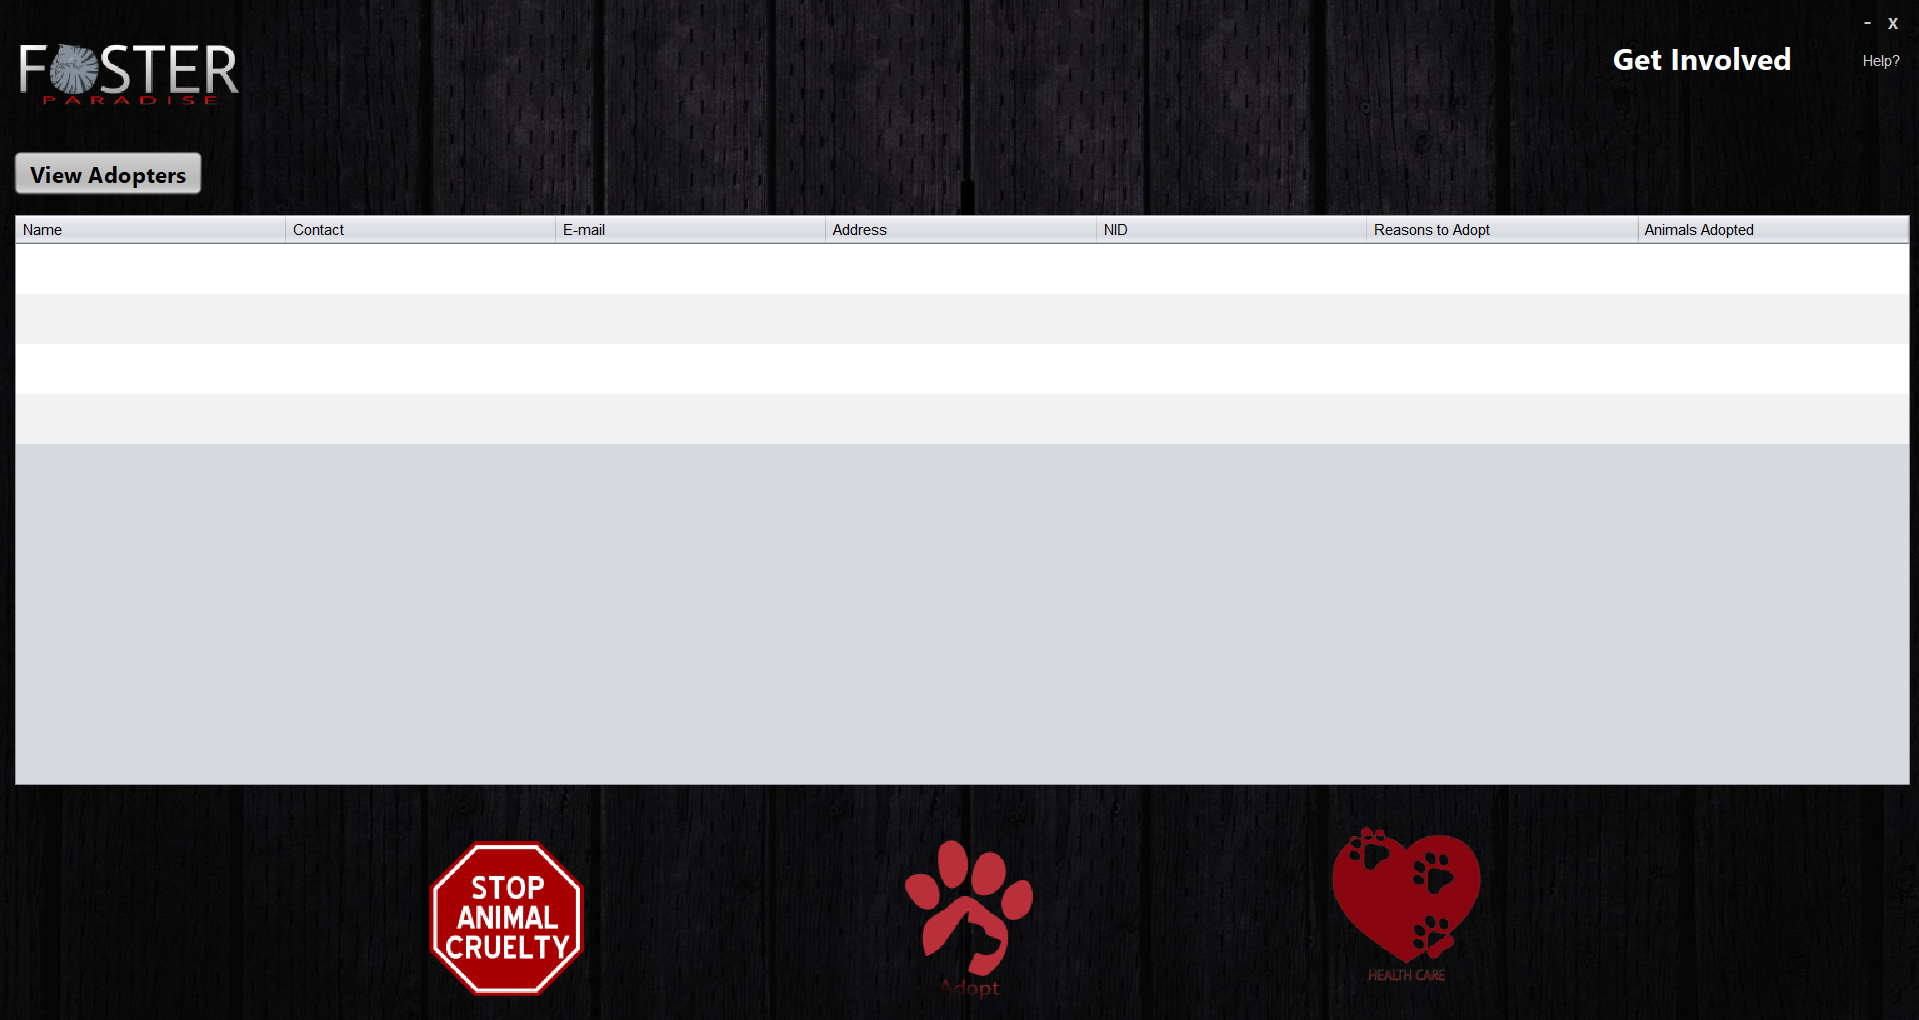 - x
FOSTER
PARADISE
Get Involved
Help?
View Adopters
Name Contact E-mail Address NID Reasons to Adopt Animals Adopted
STOP
ANIMAL
CRUELTY
Adopt
HEALTH CARE